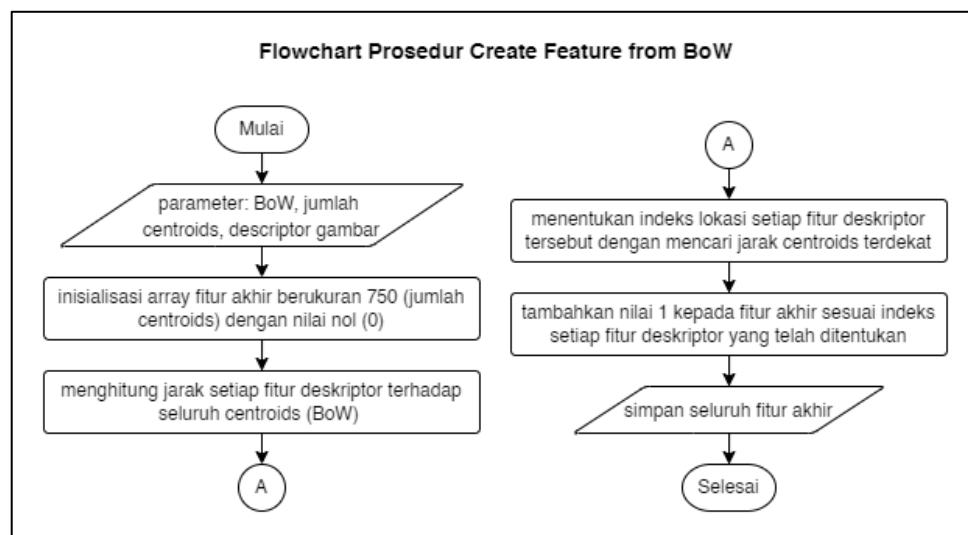 Flowchart Prosedur Create Feature from BoW
Mulai
parameter: BoW, jumlah
centroids, descriptor gambar
inisialisasi array fitur akhir berukuran 750 (jumlah
centroids) dengan nilai nol (0)
menghitung jarak setiap fitur deskriptor terhadap
seluruh centroids (BoW)
A
A
menentukan indeks lokasi setiap fitur deskriptor
tersebut dengan mencari jarak centroids terdekat
tambahkan nilai 1 kepada fitur akhir sesuai indeks
setiap fitur deskriptor yang telah ditentukan
simpan seluruh fitur akhir
Selesai